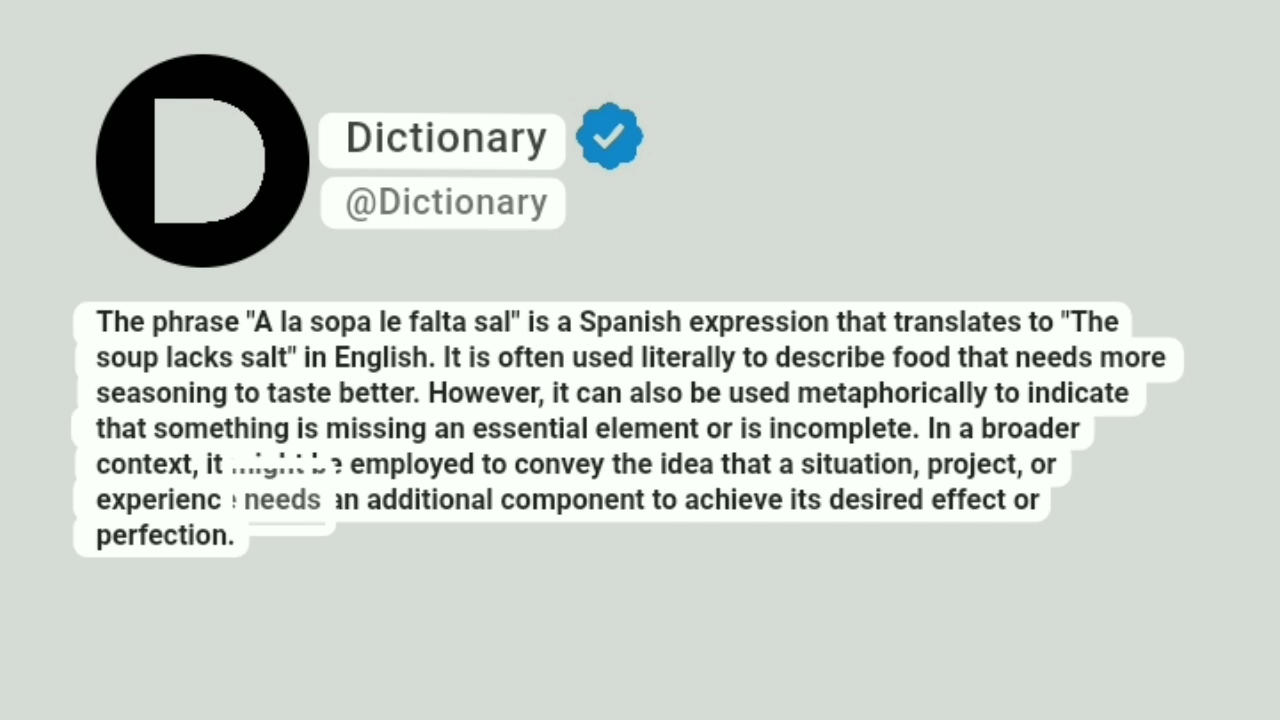 Dictionary
@Dictionary
The phrase "A la sopa le falta sal" is a Spanish expression that translates to "The
soup lacks salt" in English. It is often used literally to describe food that needs more
seasoning to taste better. However, it can also be used metaphorically to indicate
that something is missing an essential element or is incomplete. In a broader
context, it might be employed to convey the idea that a situation, project, or
experience needs an additional component to achieve its desired effect or
perfection.